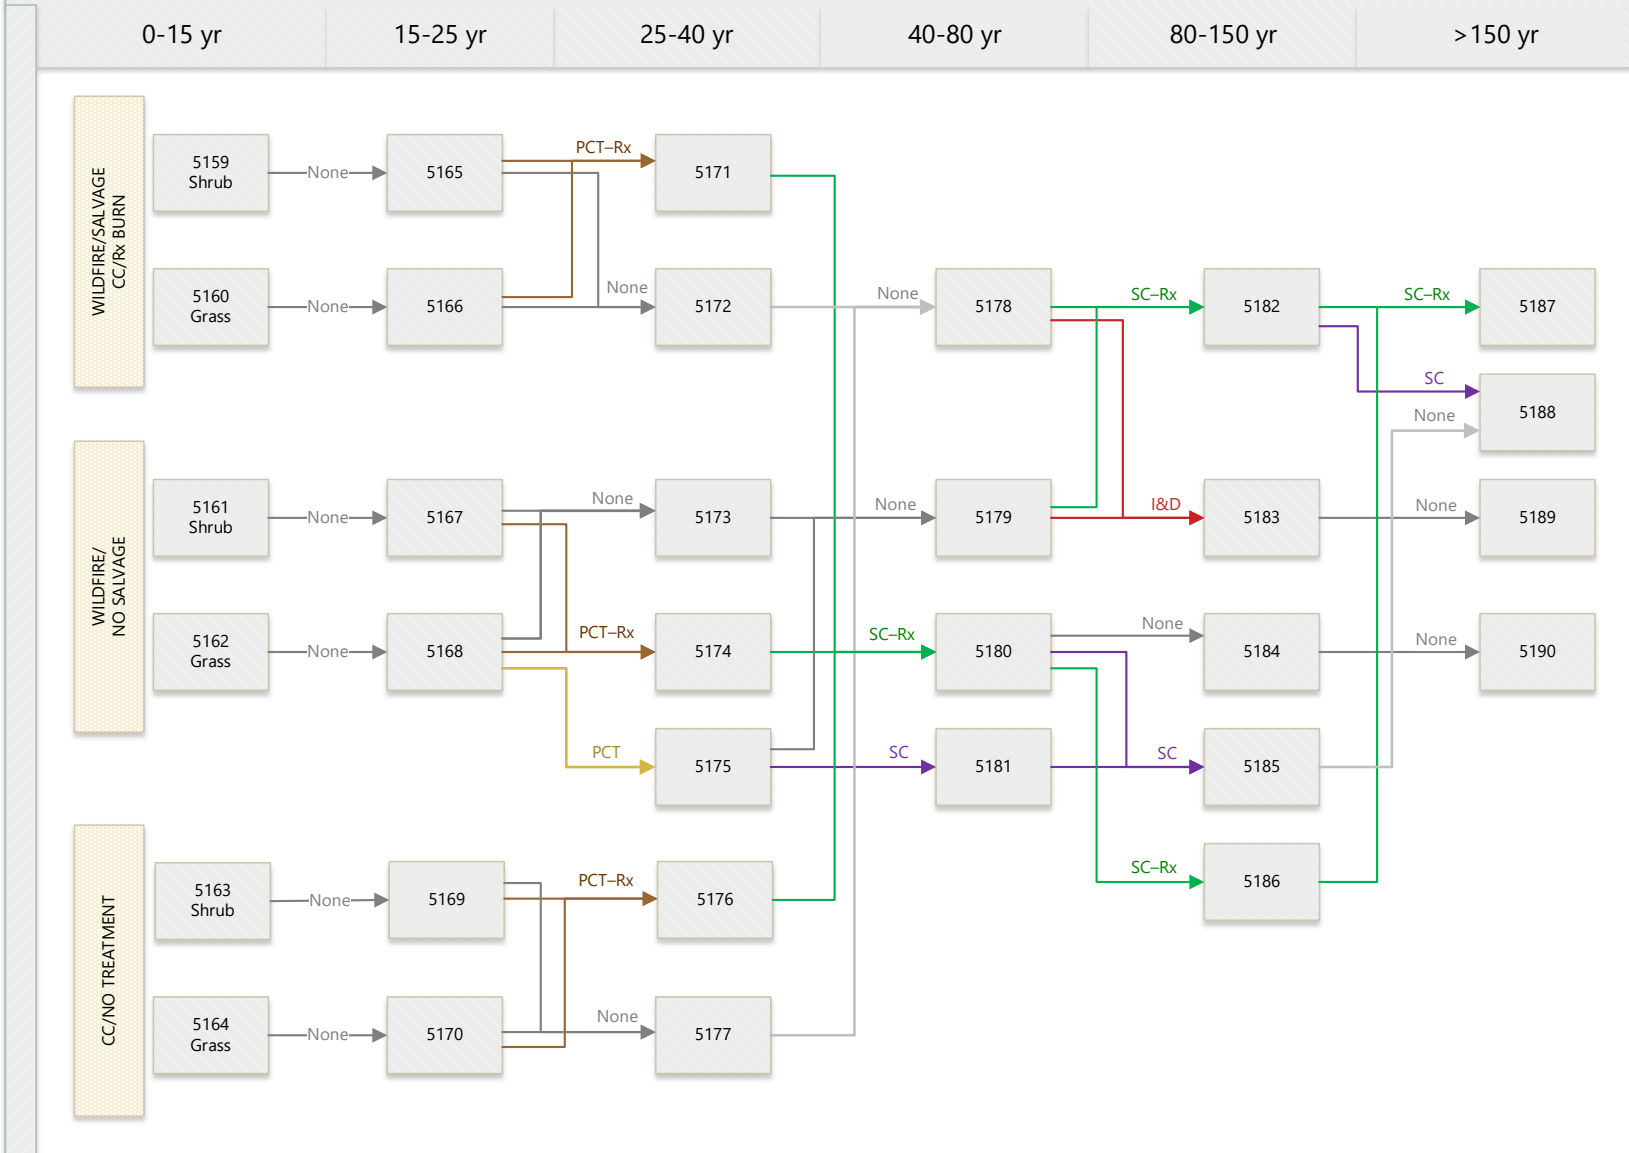 0-15 yr
15-25 yr
25-40 yr
40-80 yr
80-150 yr
>150 yr
WILDFIRE/SALVAGE
CC/Rx BURN
5159
Shrub
None
5165
PCT–Rx
5171
5160
Grass
None
5166
None
5172
None
5178
SC–Rx
5182
SC–Rx
5187
SC
None
5188
WILDFIRE/
NO SALVAGE
5161
Shrub
None
5167
None
5173
None
5179
I&D
5183
None
5189
5162
Grass
None
5168
PCT–Rx
5174
SC–Rx
5180
None
5184
None
5190
PCT
5175
SC
5181
SC
5185
CC/NO TREATMENT
5163
Shrub
None
5169
PCT–Rx
5176
SC–Rx
5186
5164
Grass
None
5170
None
5177